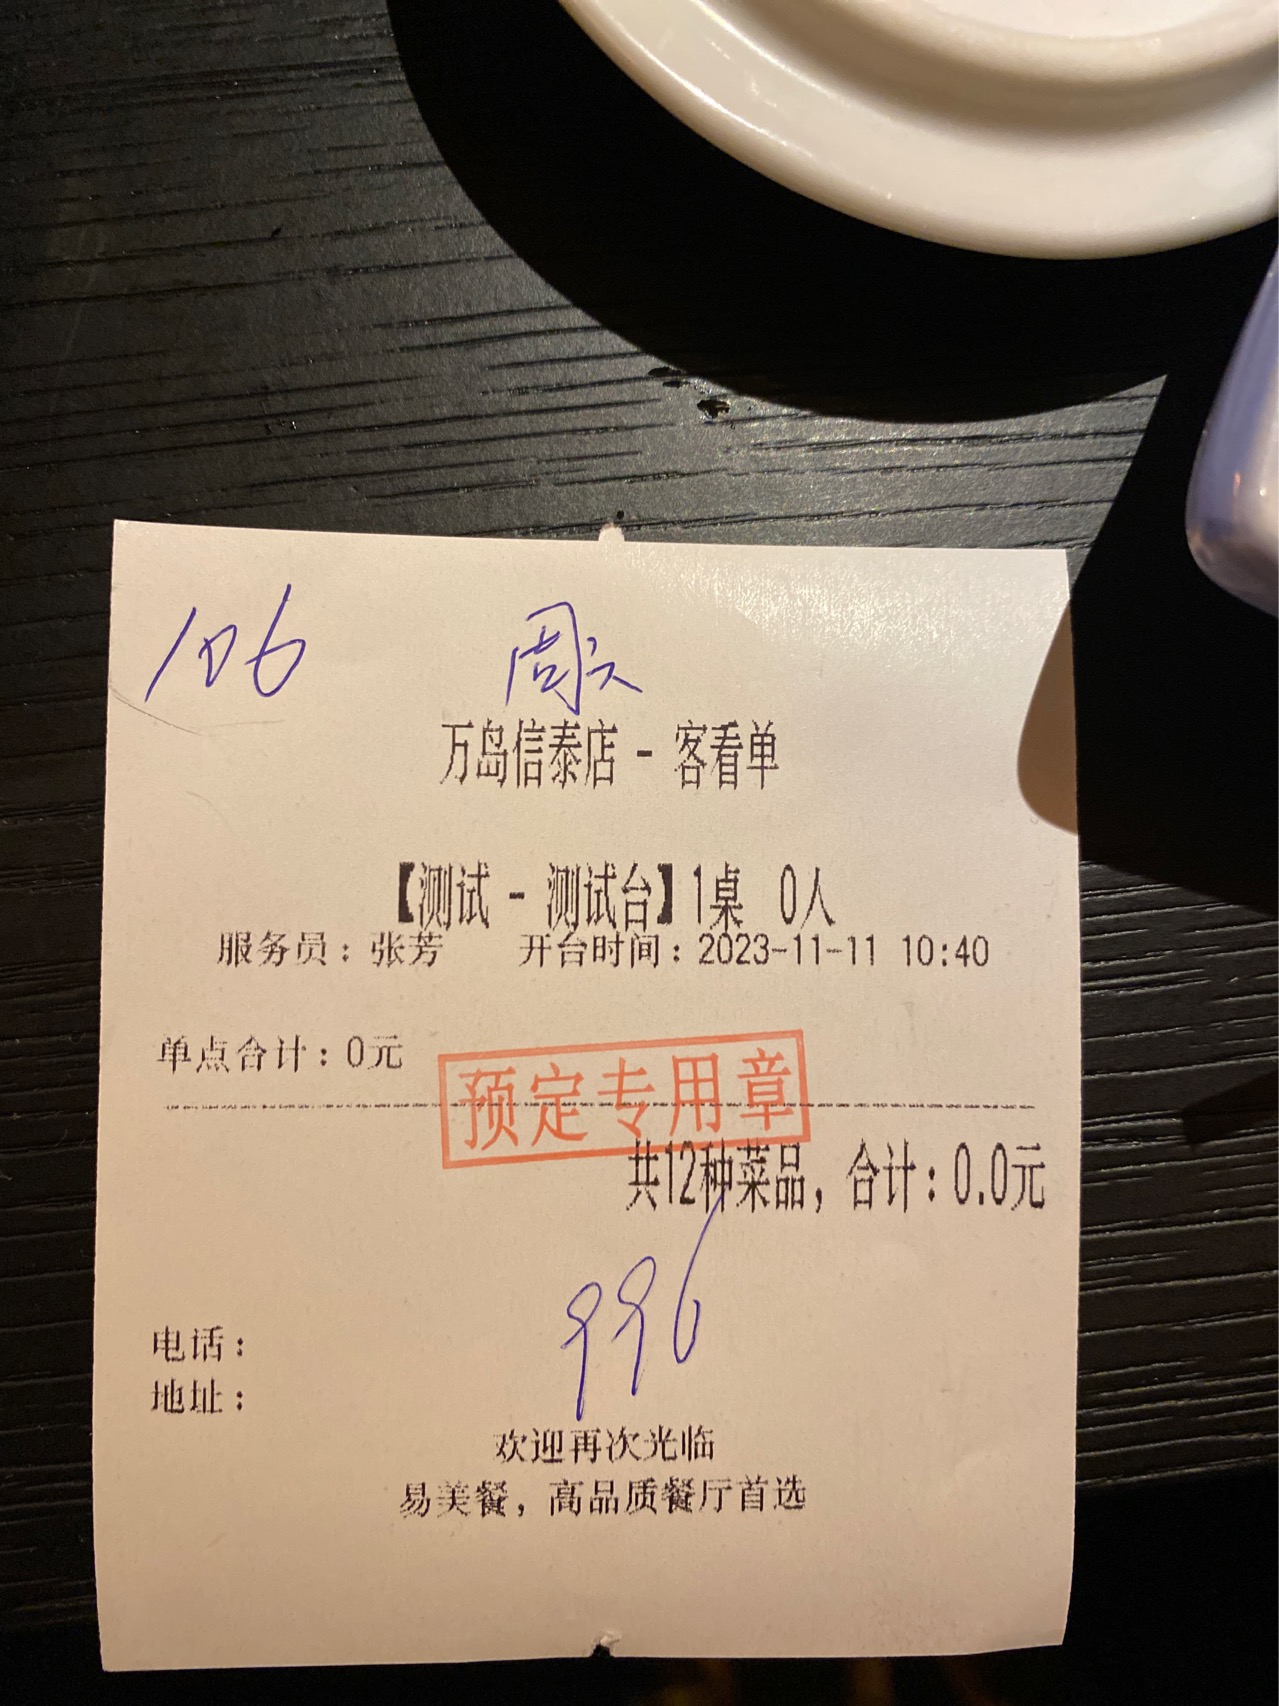 106 周六
万岛信泰店 - 客看单
【测试 - 测试台】1桌 0人
服务员：张芳 开台时间：2023-11-11 10:40
单点合计：0元
预定专用章
共12种菜品，合计：0.0元
996
电话：
地址：
欢迎再次光临
易美餐，高品质餐厅首选